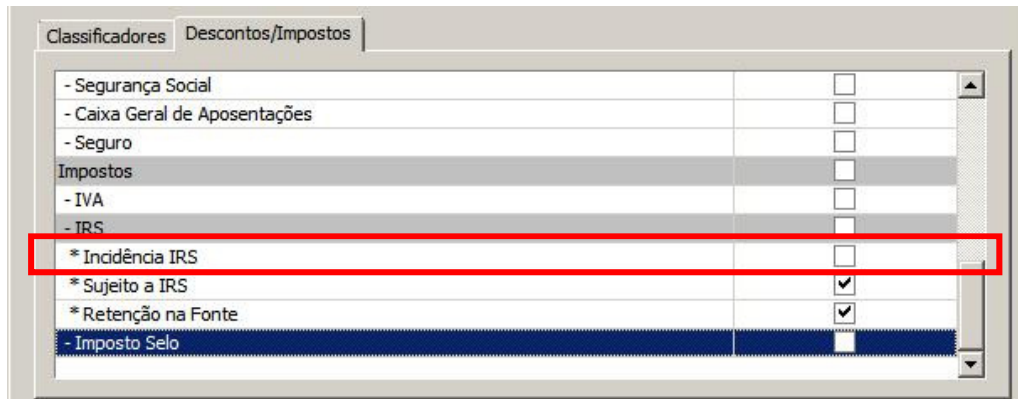 Classificadores Descontos/Impostos
- Segurança Social
- Caixa Geral de Aposentações
- Seguro
Impostos
- IVA
- IRS
* Incidência IRS
* Sujeito a IRS
* Retenção na Fonte
- Imposto Selo